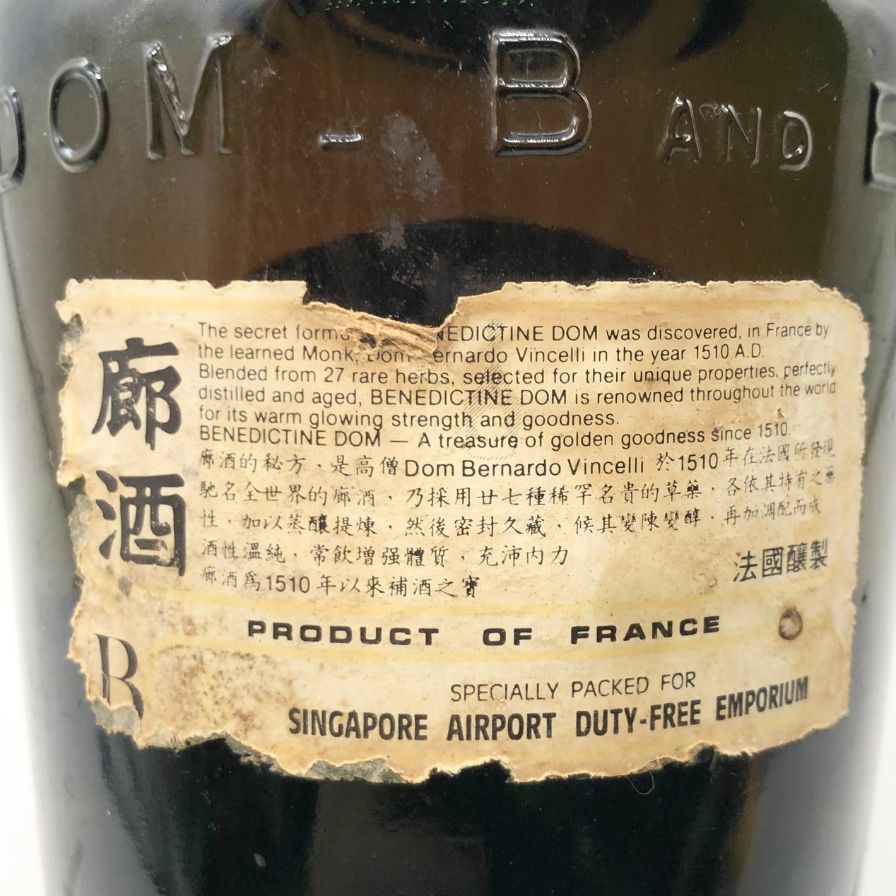 DOM - B AND B
廊酒
The secret NEDICTINE DOM was discovered, in France by
the learned Monk, Dom Bernardo Vincelli in the year 1510 A.D.
Blended from 27 rare herbs, selected for their unique properties, perfectly
distilled and aged, BENEDICTINE DOM is renowned throughout the world
for its warm glowing strength and goodness.
BENEDICTINE DOM — A treasure of golden goodness since 1510.
廊酒的秘方，是高僧Dom Bernardo Vincelli 於1510年在法國所發現
馳名全世界的廊酒，乃採用廿七種稀罕名貴的草藥，各依其特有之藥
性，加以蒸釀提煉，然後密封久藏，候其變陳變醇，再加調配而成
酒性溫純，常飲增强體質，充沛內力
廊酒爲1510年以來補酒之寶
法國釀製
PRODUCT OF FRANCE
SPECIALLY PACKED FOR
SINGAPORE AIRPORT DUTY-FREE EMPORIUM